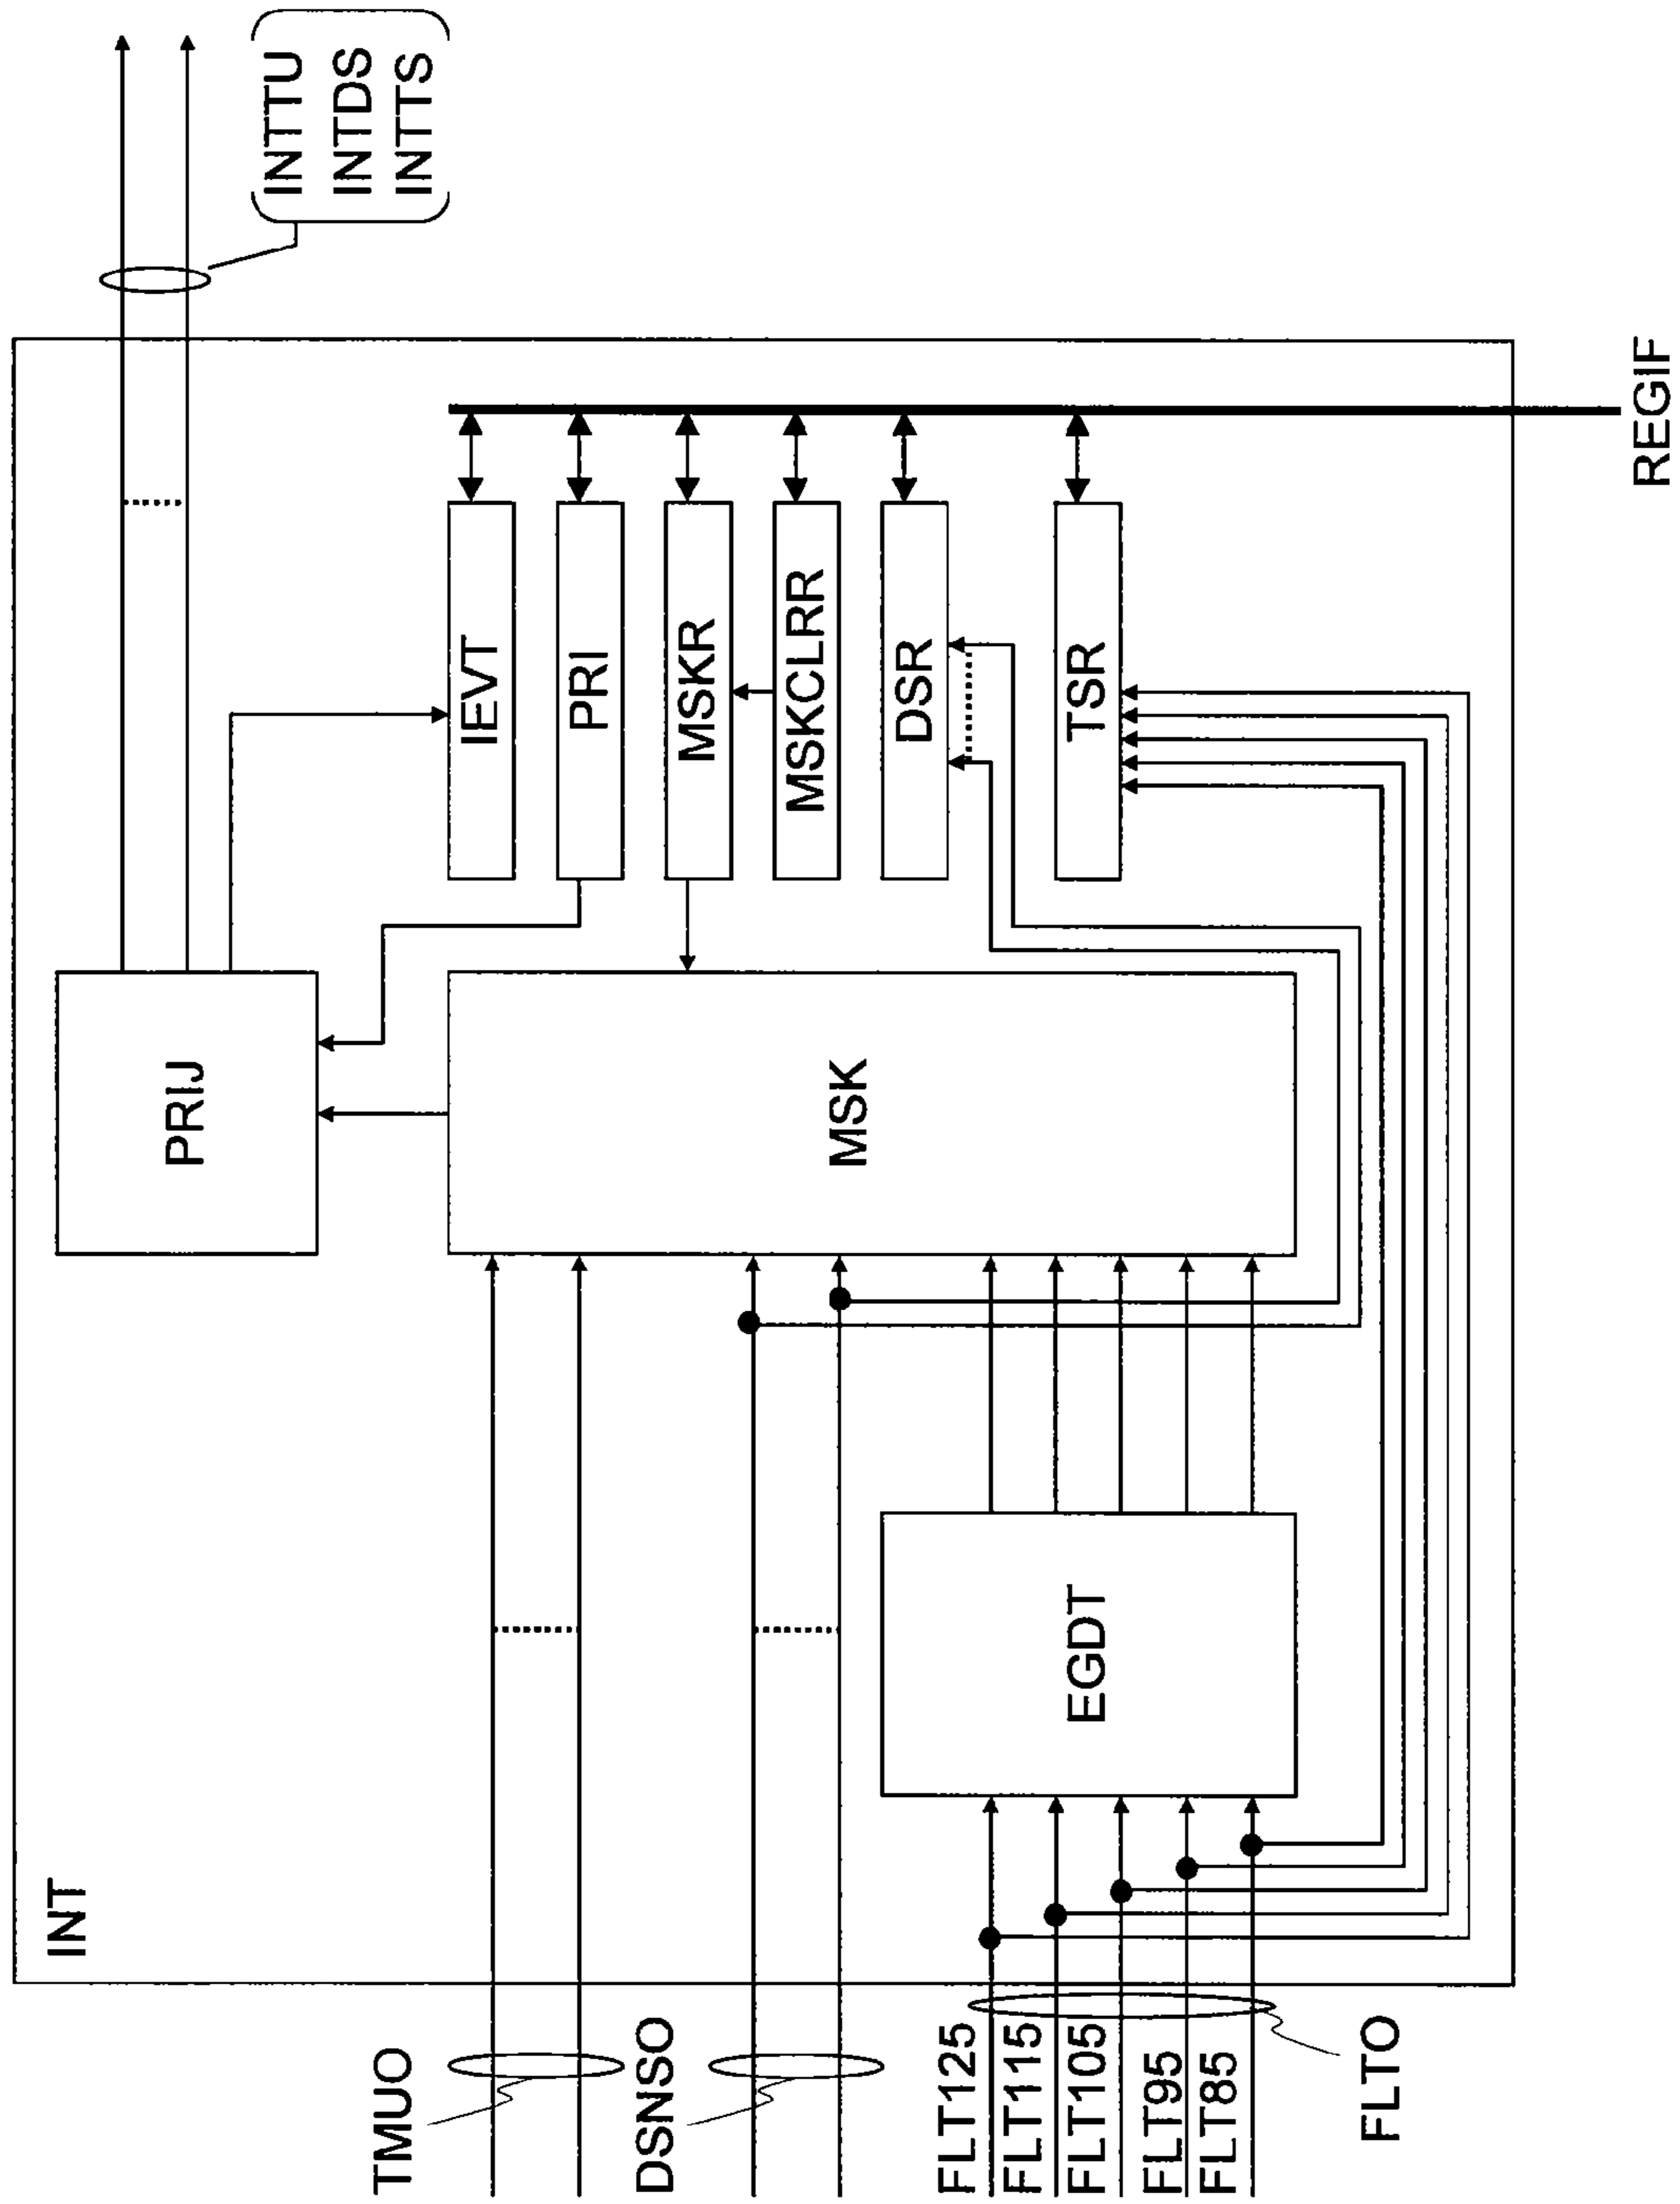 INT
PRIJ
INTTU
INTDS
INTTS
TMUO
DSNSO
MSK
IEVT
PRI
MSKR
MSKCLRR
DSR
TSR
EGDT
FLT125
FLT115
FLT105
FLT95
FLT85
FLTO
REGIF